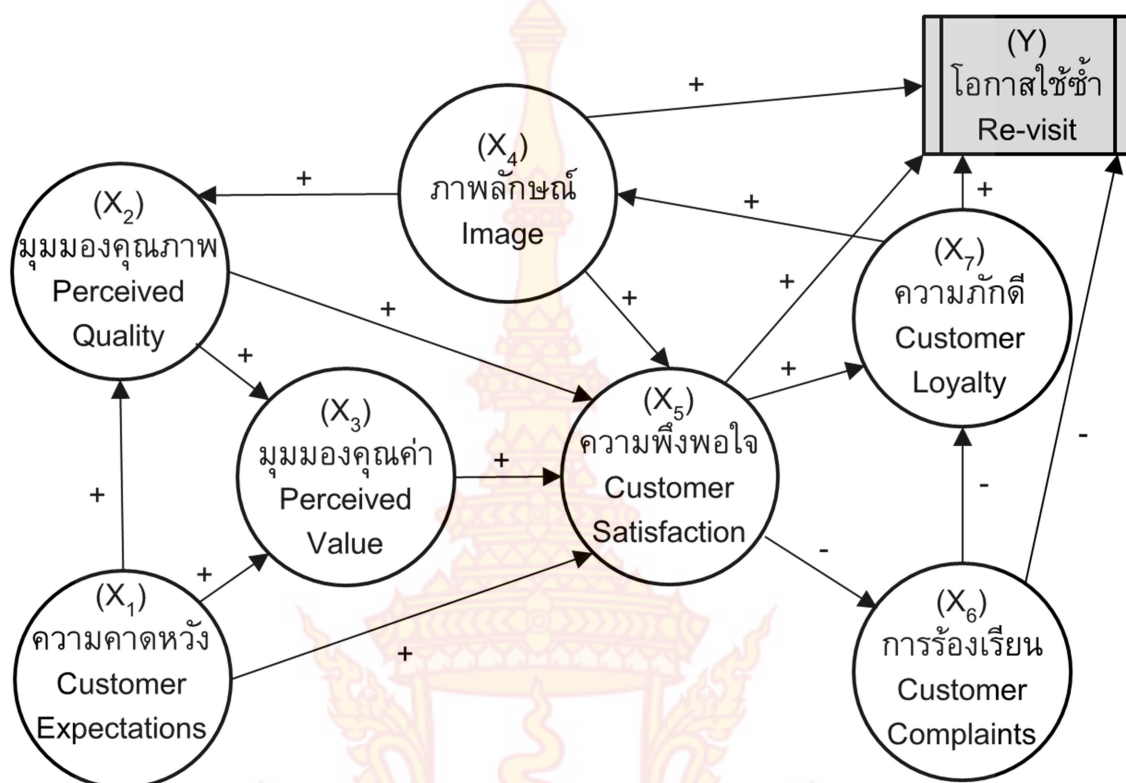 (Y)
โอกาสใช้ซ้ำ
Re-visit
+
(X4)
ภาพลักษณ์
Image
+
(X2)
มุมมองคุณภาพ
Perceived
Quality
+
(X7)
ความภักดี
Customer
Loyalty
+
+
+
+
+
+
(X3)
มุมมองคุณค่า
Perceived
Value
+
(X5)
ความพึงพอใจ
Customer
Satisfaction
-
+
-
-
+
+
(X1)
ความคาดหวัง
Customer
Expectations
(X6)
การร้องเรียน
Customer
Complaints